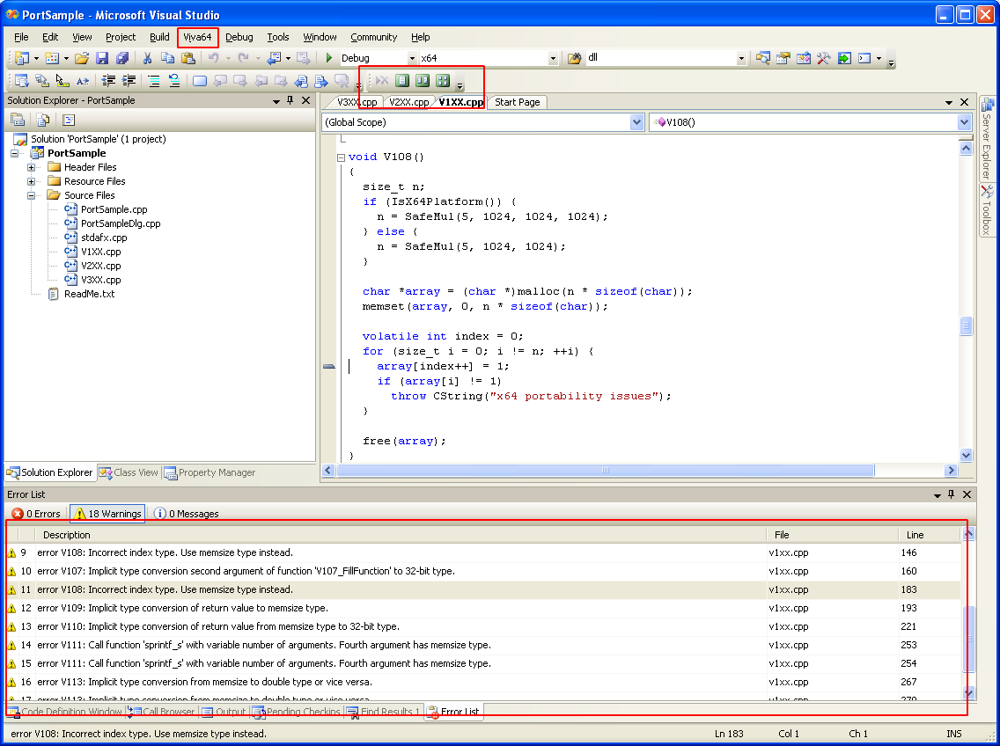 PortSample - Microsoft Visual Studio
File Edit View Project Build Viva64 Debug Tools Window Community Help
Debug x64 dll
Solution Explorer - PortSample
V3XX.cpp V2XX.cpp V1XX.cpp Start Page
(Global Scope) V108()
Solution 'PortSample' (1 project)
PortSample
Header Files
Resource Files
Source Files
PortSample.cpp
PortSampleDlg.cpp
stdafx.cpp
V1XX.cpp
V2XX.cpp
V3XX.cpp
ReadMe.txt
void V108()
{
size_t n;
if (IsX64Platform()) {
n = SafeMul(5, 1024, 1024, 1024);
} else {
n = SafeMul(5, 1024, 1024);
}
char *array = (char *)malloc(n * sizeof(char));
memset(array, 0, n * sizeof(char));
volatile int index = 0;
for (size_t i = 0; i != n; ++i) {
array[index++] = 1;
if (array[i] != 1)
throw CString("x64 portability issues");
}
free(array);
}
Server Explorer
Toolbox
Solution Explorer Class View Property Manager
Error List
0 Errors 18 Warnings 0 Messages
Description File Line
9 error V108: Incorrect index type. Use memsize type instead. v1xx.cpp 146
10 error V107: Implicit type conversion second argument of function 'V107_FillFunction' to 32-bit type. v1xx.cpp 160
11 error V108: Incorrect index type. Use memsize type instead. v1xx.cpp 183
12 error V109: Implicit type conversion of return value to memsize type. v1xx.cpp 193
13 error V110: Implicit type conversion of return value from memsize type to 32-bit type. v1xx.cpp 221
14 error V111: Call function 'sprintf_s' with variable number of arguments. Fourth argument has memsize type. v1xx.cpp 253
15 error V111: Call function 'sprintf_s' with variable number of arguments. Fourth argument has memsize type. v1xx.cpp 254
16 error V113: Implicit type conversion from memsize to double type or vice versa. v1xx.cpp 267
17 error V113: Implicit type conversion from memsize to double type or vice versa. v1xx.cpp 270
Code Definition Window Call Browser Output Pending Checkins Find Results 1 Error List
error V108: Incorrect index type. Use memsize type instead. Ln 183 Col 1 Ch 1 INS